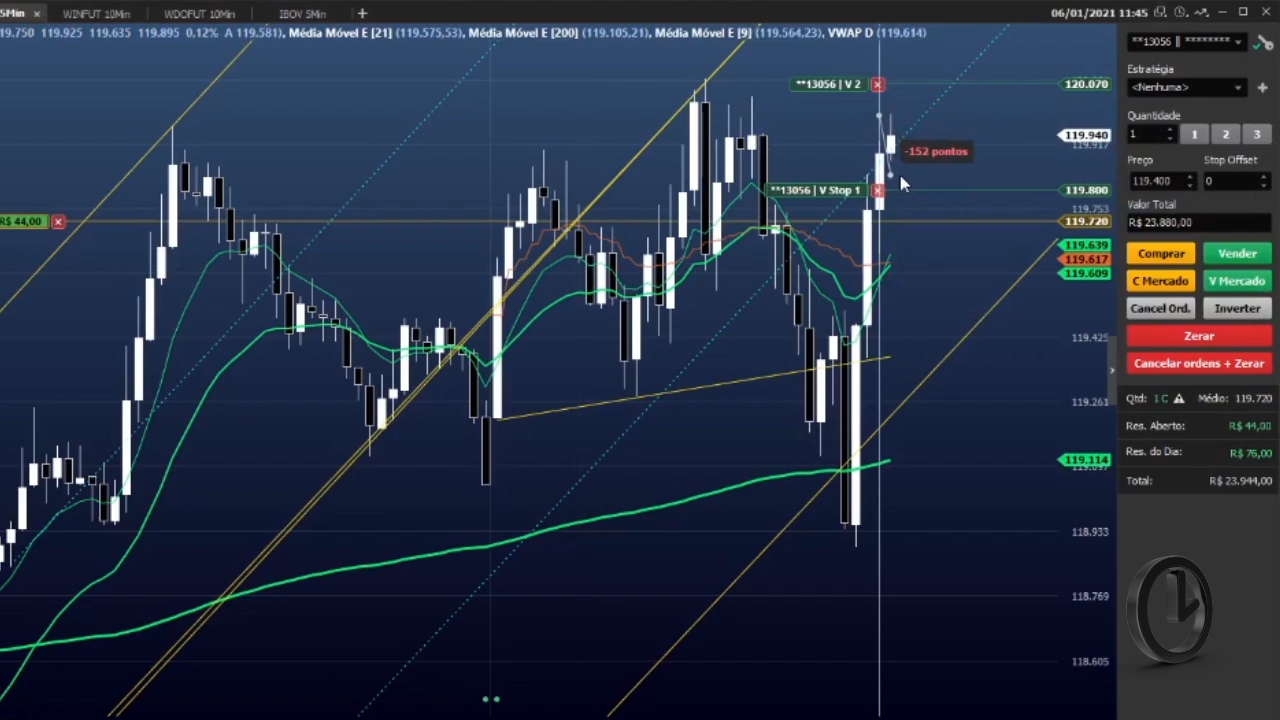 5Min × WINFUT 10Min WDOFUT 10Min IBOV 5Min + 06/01/2021 11:45
19.750 119.925 119.635 119.895 0,12% A 119.581), Média Móvel E [21] (119.575,53), Média Móvel E [200] (119.105,21), Média Móvel E [9] (119.564,23), VWAP D (119.614)
**13056 | V 2
120.070
119.940
119.917
-152 pontos
**13056 | V Stop 1
119.800
119.753
R$ 44,00
119.720
119.639
119.617
119.609
119.425
119.261
119.114
118.933
118.769
118.605
**13056 || ********
Estratégia
<Nenhuma>
Quantidade
1 1 2 3
Preço Stop Offset
119.400 0
Valor Total
R$ 23.880,00
Comprar Vender
C Mercado V Mercado
Cancel Ord. Inverter
Zerar
Cancelar ordens + Zerar
Qtd: 1 C Médio: 119.720
Res. Aberto: R$ 44,00
Res. do Dia: R$ 76,00
Total: R$ 23.944,00